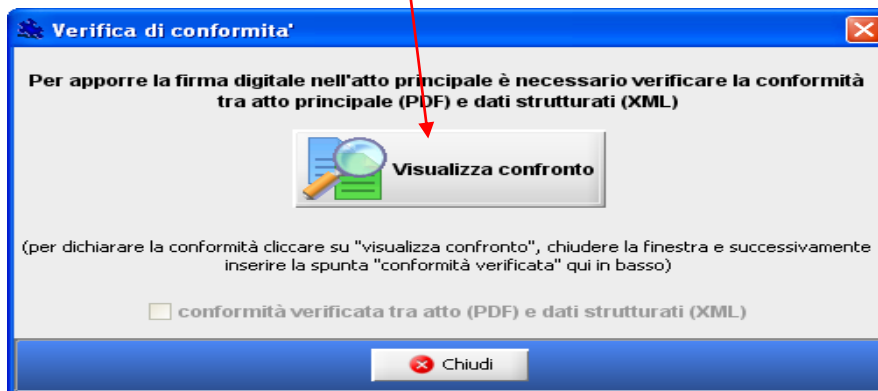 Verifica di conformita'
Per apporre la firma digitale nell'atto principale è necessario verificare la conformità
tra atto principale (PDF) e dati strutturati (XML)
Visualizza confronto
(per dichiarare la conformità cliccare su "visualizza confronto", chiudere la finestra e successivamente
inserire la spunta "conformità verificata" qui in basso)
conformità verificata tra atto (PDF) e dati strutturati (XML)
Chiudi